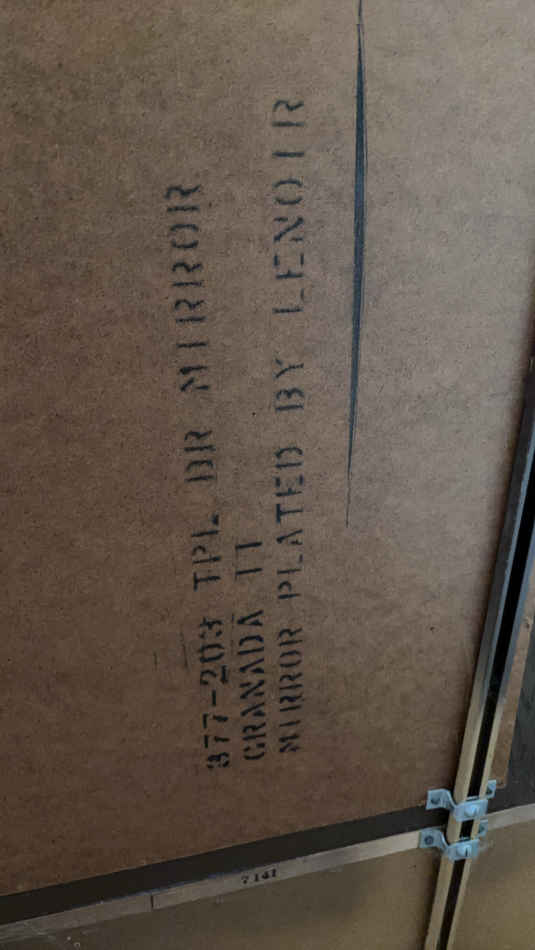 377-203 TPL DR MIRROR
GRANADA II
MIRROR PLATED BY LENOIR
7141